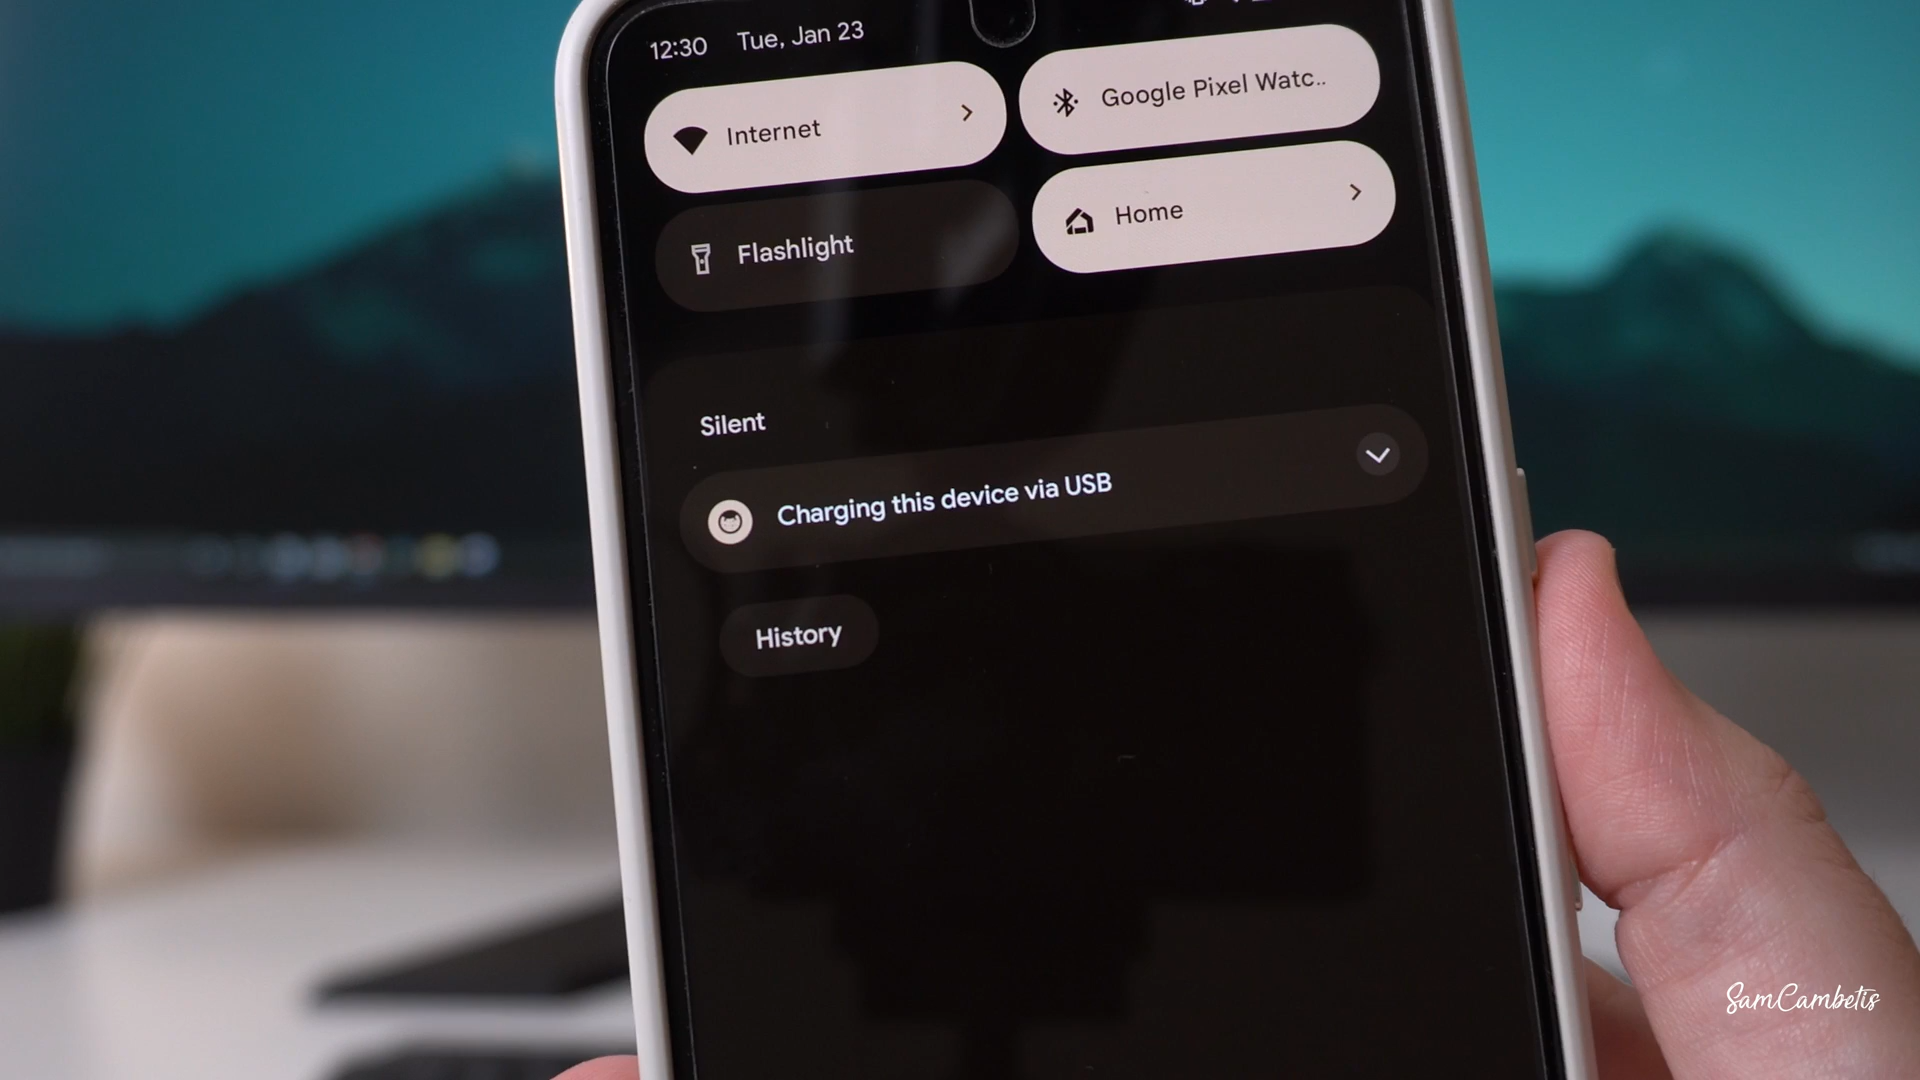 12:30 Tue, Jan 23
Internet
Google Pixel Watc..
Flashlight
Home
Silent
Charging this device via USB
History
SamCambetis